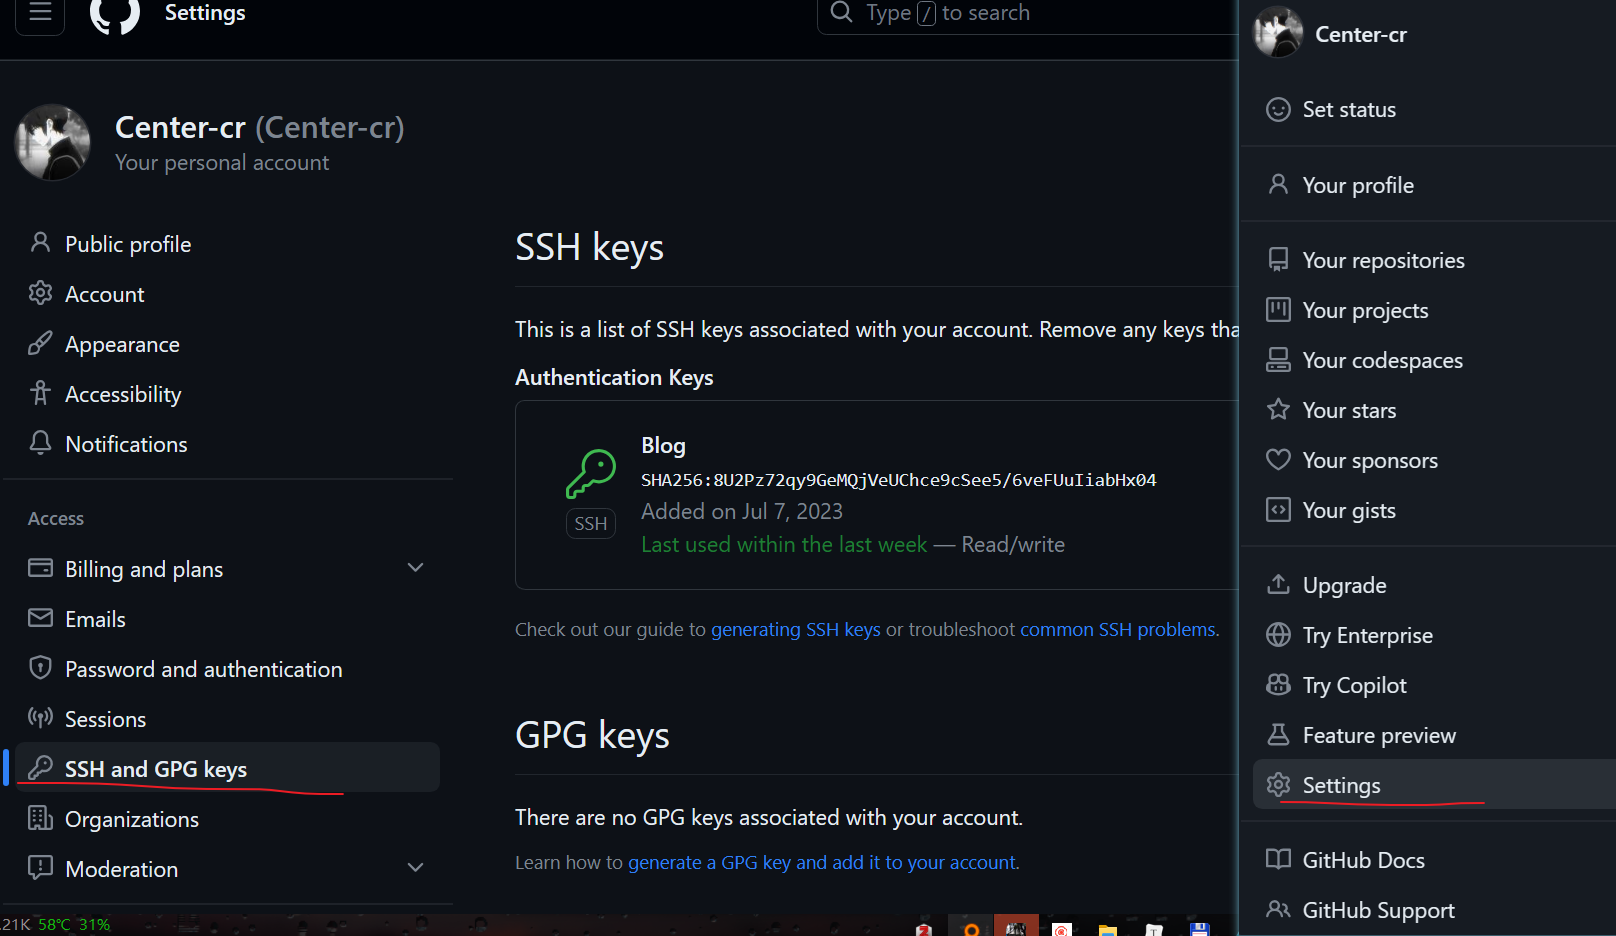 Settings
Type / to search
Center-cr (Center-cr)
Your personal account
Public profile
Account
Appearance
Accessibility
Notifications
Access
Billing and plans
Emails
Password and authentication
Sessions
SSH and GPG keys
Organizations
Moderation
SSH keys
This is a list of SSH keys associated with your account. Remove any keys tha
Authentication Keys
Blog
SHA256:8U2Pz72qy9GeMQjVeUChce9cSee5/6veFUuIiabHx04
SSH
Added on Jul 7, 2023
Last used within the last week — Read/write
Check out our guide to generating SSH keys or troubleshoot common SSH problems.
GPG keys
There are no GPG keys associated with your account.
Learn how to generate a GPG key and add it to your account.
Center-cr
Set status
Your profile
Your repositories
Your projects
Your codespaces
Your stars
Your sponsors
Your gists
Upgrade
Try Enterprise
Try Copilot
Feature preview
Settings
GitHub Docs
GitHub Support
.21K 58℃ 31%